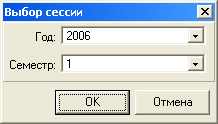 Выбор сессии
Год: 2006
Семестр: 1
OK Отмена